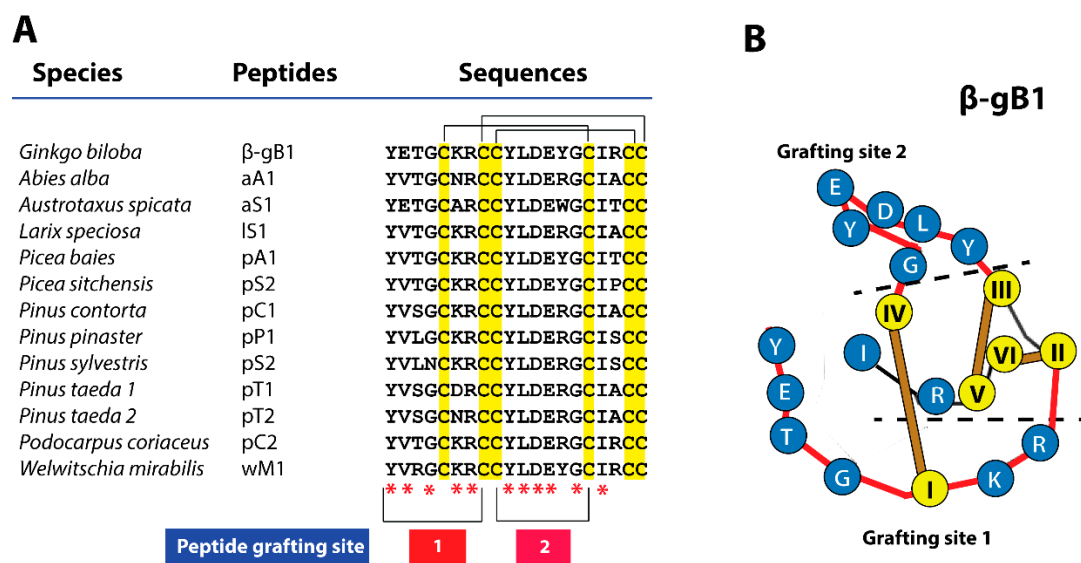 A
B
Species Peptides Sequences
β-gB1
Ginkgo biloba β-gB1 YETGCKRCCYLDEYGCIRCC
Abies alba aA1 YVTGCNRCCYLDERGCIACC
Austrotaxus spicata aS1 YETGCARCCYLDEWGCITCC
Larix speciosa lS1 YVTGCKRCCYLDERGCIACC
Picea baies pA1 YVTGCKRCCYLDEYGCITCC
Picea sitchensis pS2 YVTGCKRCCYLDEYGCIPCC
Pinus contorta pC1 YVSGCKRCCYLDERGCIACC
Pinus pinaster pP1 YVLGCKRCCYLDERGCISCC
Pinus sylvestris pS2 YVLNCKRCCYLDERGCISCC
Pinus taeda 1 pT1 YVSGCDRCCYLDERGCIACC
Pinus taeda 2 pT2 YVSGCNRCCYLDERGCIACC
Podocarpus coriaceus pC2 YVTGCKRCCYLDERGCIRCC
Welwitschia mirabilis wM1 YVRGCKRCCYLDEYGCIRCC
* * * * * * * * * * *
Peptide grafting site 1 2
Grafting site 2
E
D
Y
L
Y
G
III
IV
Y
I
VI
II
E
R
V
T
R
G
I
K
Grafting site 1